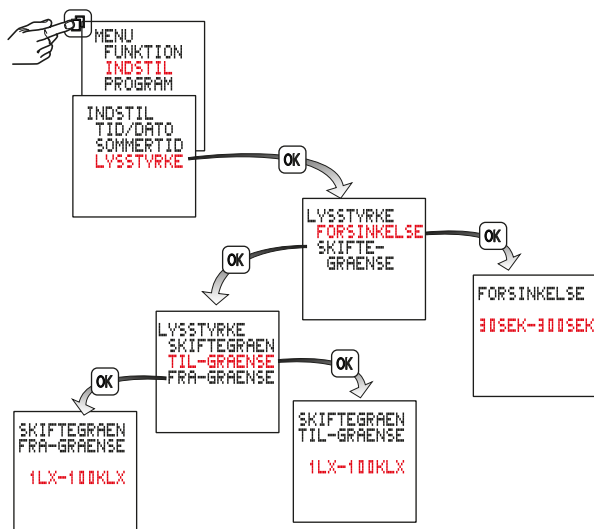 MENU
FUNKTION
INDSTIL
PROGRAM
INDSTIL
TID/DATO
SOMMERTID
LYSSTYRKE
OK
LYSSTYRKE
FORSINKELSE
SKIFTE-
GRAENSE
OK
OK
FORSINKELSE
30SEK-300SEK
LYSSTYRKE
SKIFTEGRAEN
TIL-GRAENSE
FRA-GRAENSE
OK
OK
SKIFTEGRAEN
FRA-GRAENSE
1LX-100KLX
SKIFTEGRAEN
TIL-GRAENSE
1LX-100KLX